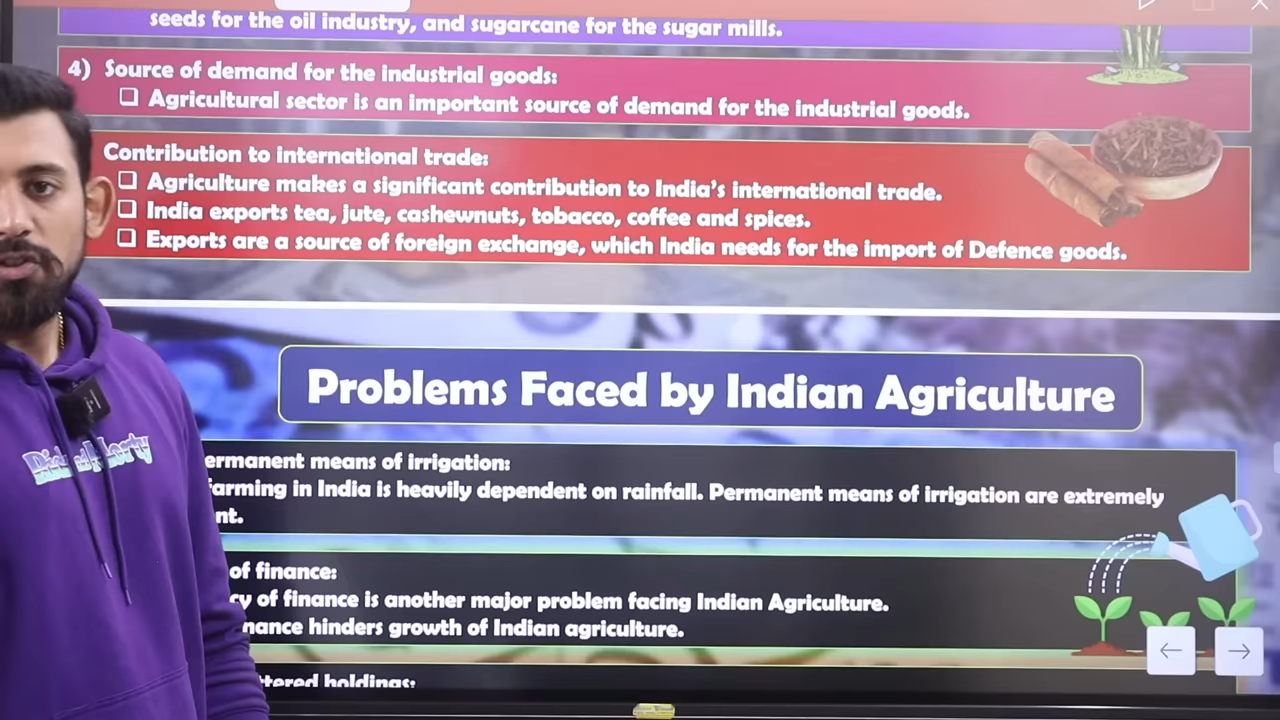 seeds for the oil industry, and sugarcane for the sugar mills.
4) Source of demand for the industrial goods:
❑ Agricultural sector is an important source of demand for the industrial goods.
Contribution to international trade:
❑ Agriculture makes a significant contribution to India's international trade.
❑ India exports tea, jute, cashewnuts, tobacco, coffee and spices.
❑ Exports are a source of foreign exchange, which India needs for the import of Defence goods.
Problems Faced by Indian Agriculture
ermanent means of irrigation:
farming in India is heavily dependent on rainfall. Permanent means of irrigation are extremely
nt.
of finance:
cy of finance is another major problem facing Indian Agriculture.
nance hinders growth of Indian agriculture.
ttered holdings: